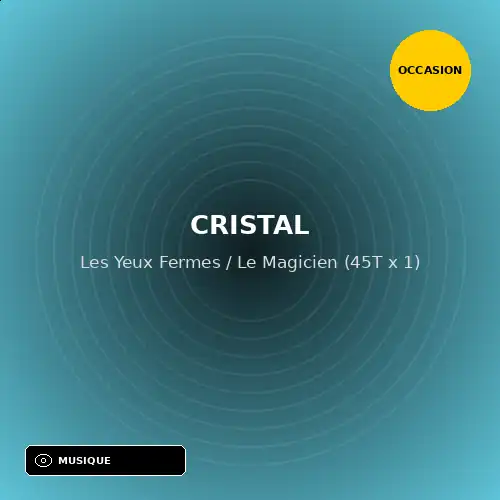 OCCASION
CRISTAL
Les Yeux Fermes / Le Magicien (45T x 1)
MUSIQUE